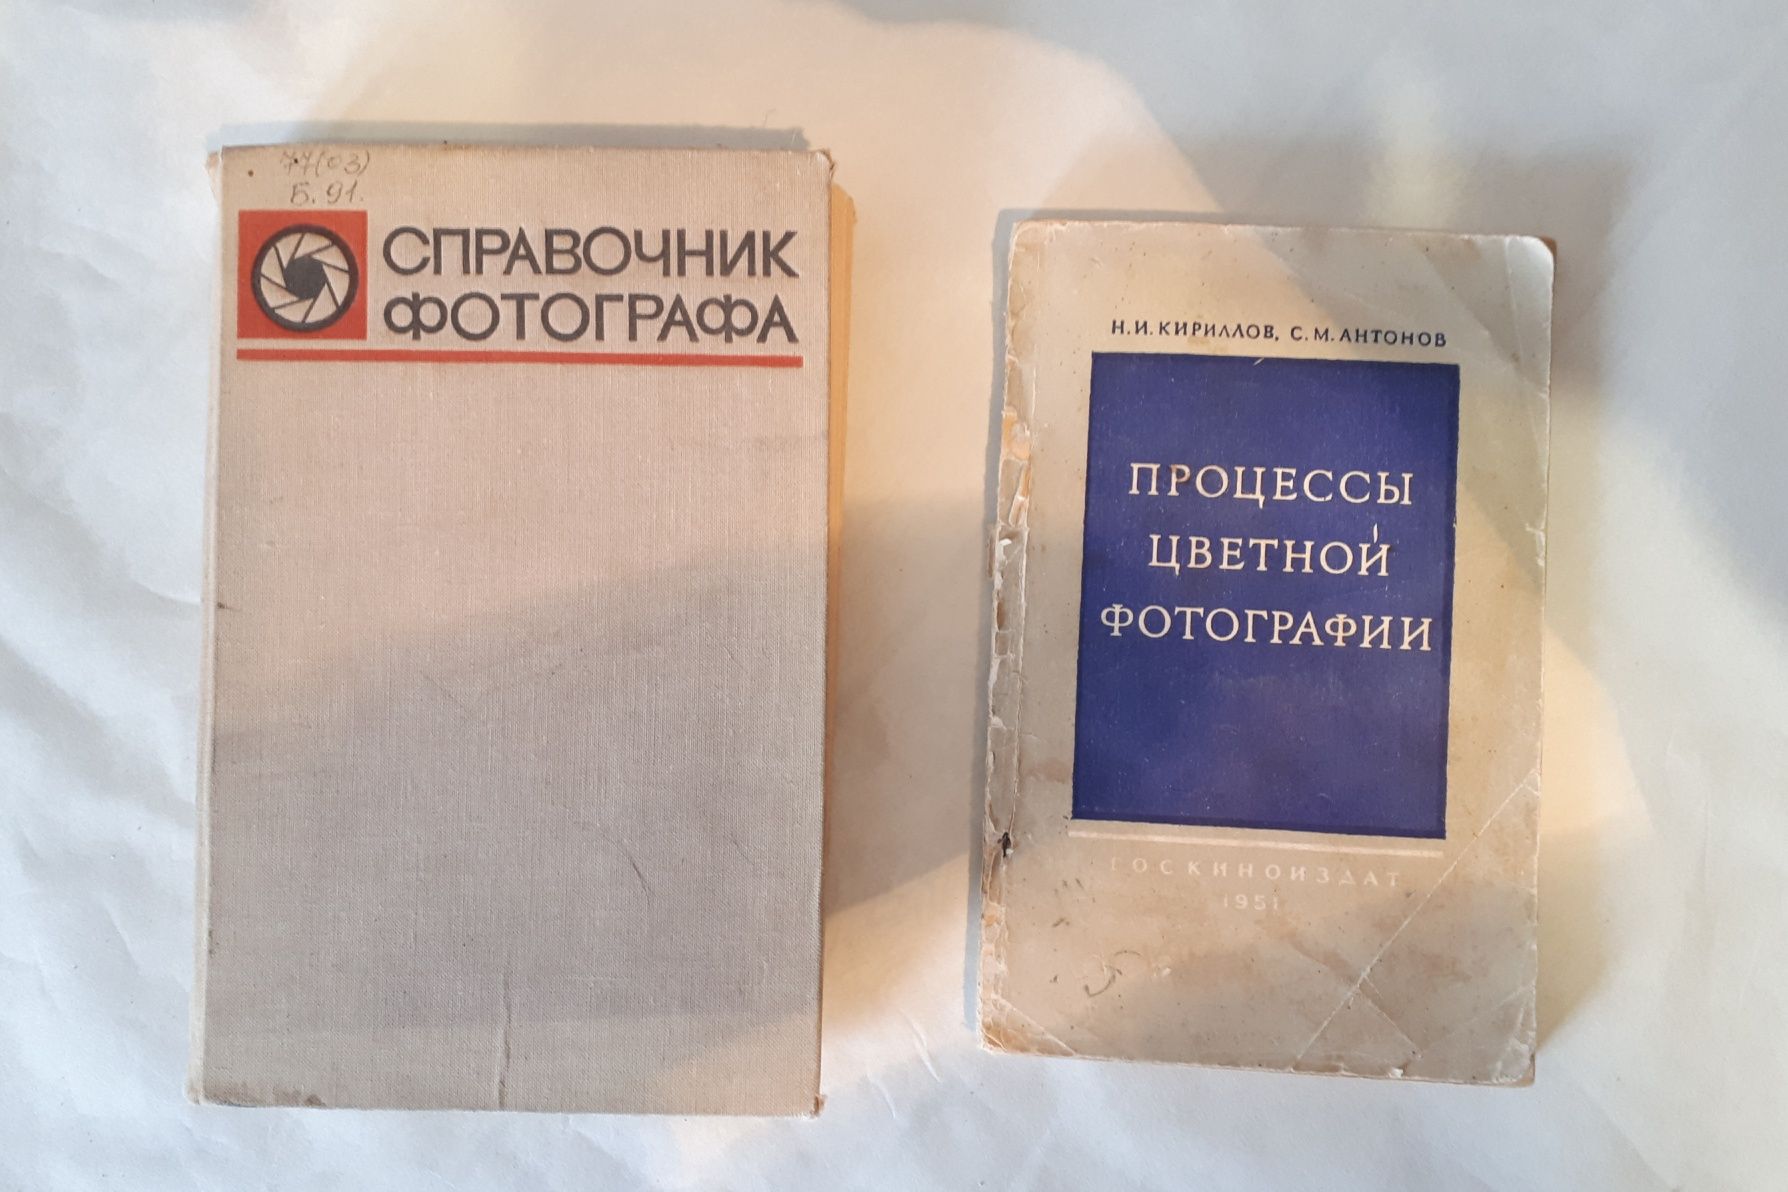 77(03)
Б. 91.
СПРАВОЧНИК
ФОТОГРАФА
Н. И. КИРИЛЛОВ, С. М. АНТОНОВ
ПРОЦЕССЫ
ЦВЕТНОЙ
ФОТОГРАФИИ
ГОСКИНОИЗДАТ
1951